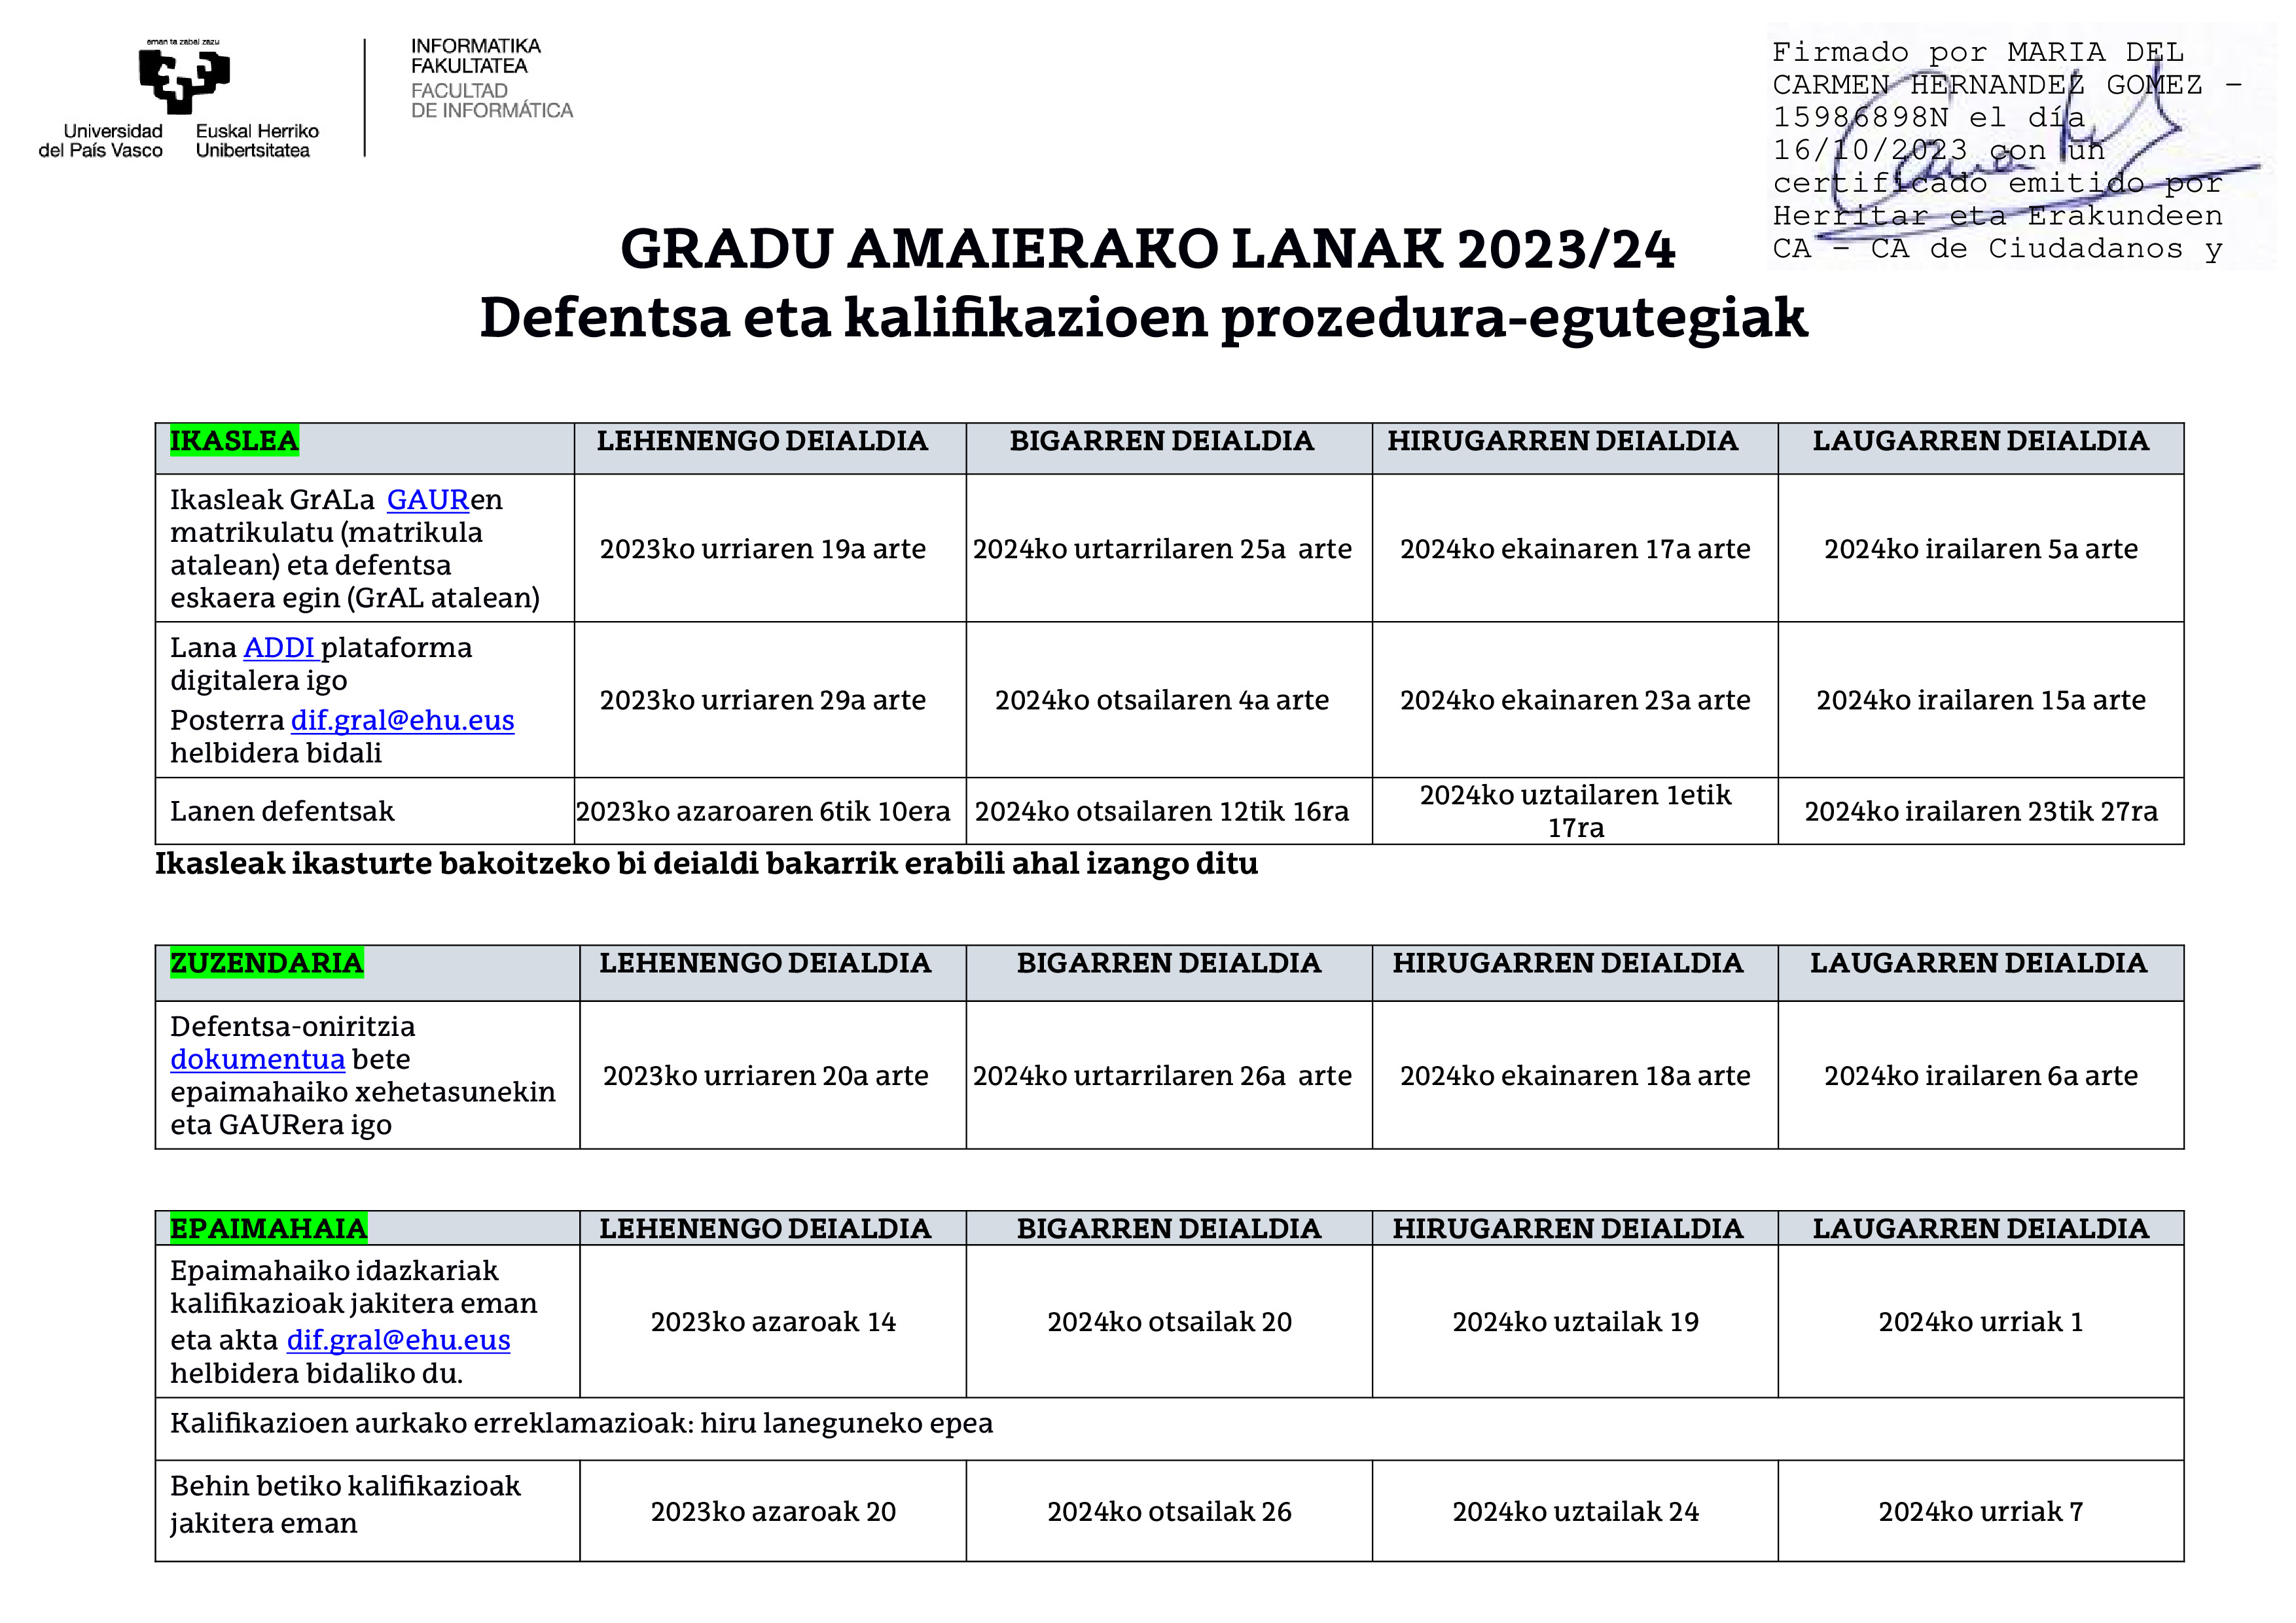 eman ta zabal zazu
Universidad
del País Vasco
Euskal Herriko
Unibertsitatea
INFORMATIKA
FAKULTATEA
FACULTAD
DE INFORMÁTICA
Firmado por MARIA DEL
CARMEN HERNANDEZ GOMEZ -
15986898N el día
16/10/2023 con un
certificado emitido por
Herritar eta Erakundeen
CA - CA de Ciudadanos y
GRADU AMAIERAKO LANAK 2023/24
Defentsa eta kalifikazioen prozedura-egutegiak
IKASLEA LEHENENGO DEIALDIA BIGARREN DEIALDIA HIRUGARREN DEIALDIA LAUGARREN DEIALDIA
Ikasleak GrALa GAURen
matrikulatu (matrikula
atalean) eta defentsa
eskaera egin (GrAL atalean)
2023ko urriaren 19a arte
2024ko urtarrilaren 25a arte
2024ko ekainaren 17a arte
2024ko irailaren 5a arte
Lana ADDI plataforma
digitalera igo
Posterra dif.gral@ehu.eus
helbidera bidali
2023ko urriaren 29a arte
2024ko otsailaren 4a arte
2024ko ekainaren 23a arte
2024ko irailaren 15a arte
Lanen defentsak
2023ko azaroaren 6tik 10era
2024ko otsailaren 12tik 16ra
2024ko uztailaren 1etik
17ra
2024ko irailaren 23tik 27ra
Ikasleak ikasturte bakoitzeko bi deialdi bakarrik erabili ahal izango ditu
ZUZENDARIA LEHENENGO DEIALDIA BIGARREN DEIALDIA HIRUGARREN DEIALDIA LAUGARREN DEIALDIA
Defentsa-oniritzia
dokumentua bete
epaimahaiko xehetasunekin
eta GAURera igo
2023ko urriaren 20a arte
2024ko urtarrilaren 26a arte
2024ko ekainaren 18a arte
2024ko irailaren 6a arte
EPAIMAHAIA LEHENENGO DEIALDIA BIGARREN DEIALDIA HIRUGARREN DEIALDIA LAUGARREN DEIALDIA
Epaimahaiko idazkariak
kalifikazioak jakitera eman
eta akta dif.gral@ehu.eus
helbidera bidaliko du.
2023ko azaroak 14
2024ko otsailak 20
2024ko uztailak 19
2024ko urriak 1
Kalifikazioen aurkako erreklamazioak: hiru laneguneko epea
Behin betiko kalifikazioak
jakitera eman
2023ko azaroak 20
2024ko otsailak 26
2024ko uztailak 24
2024ko urriak 7